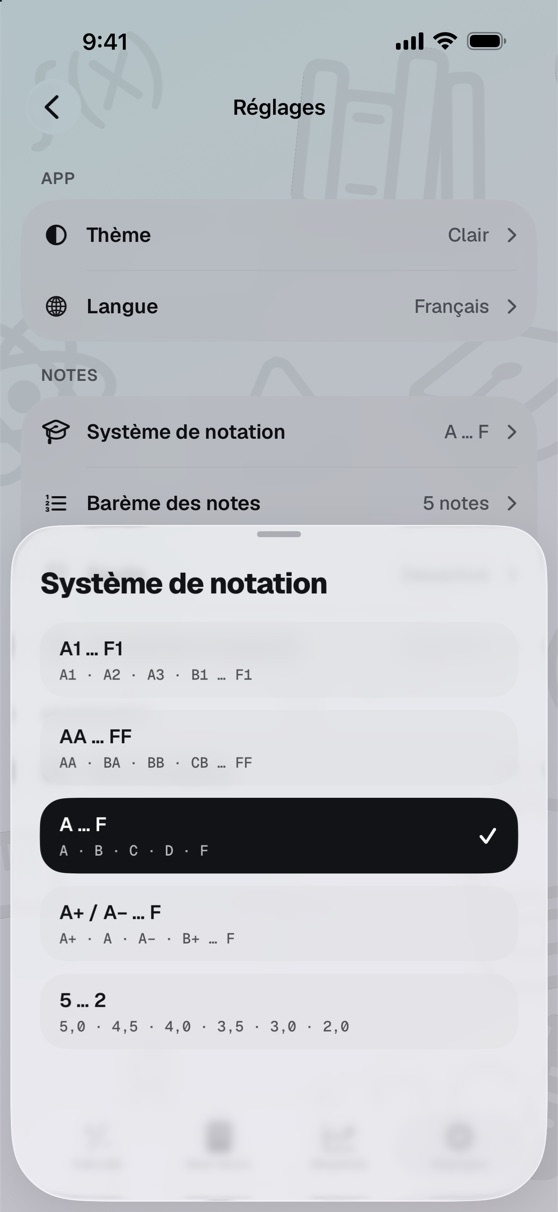 9:41
Réglages
APP
Thème Clair
Langue Français
NOTES
Système de notation A … F
Barème des notes 5 notes
Système de notation
A1 … F1
A1 · A2 · A3 · B1 … F1
AA … FF
AA · BA · BB · CB … FF
A … F
A · B · C · D · F
A+ / A− … F
A+ · A · A− · B+ … F
5 … 2
5,0 · 4,5 · 4,0 · 3,5 · 3,0 · 2,0